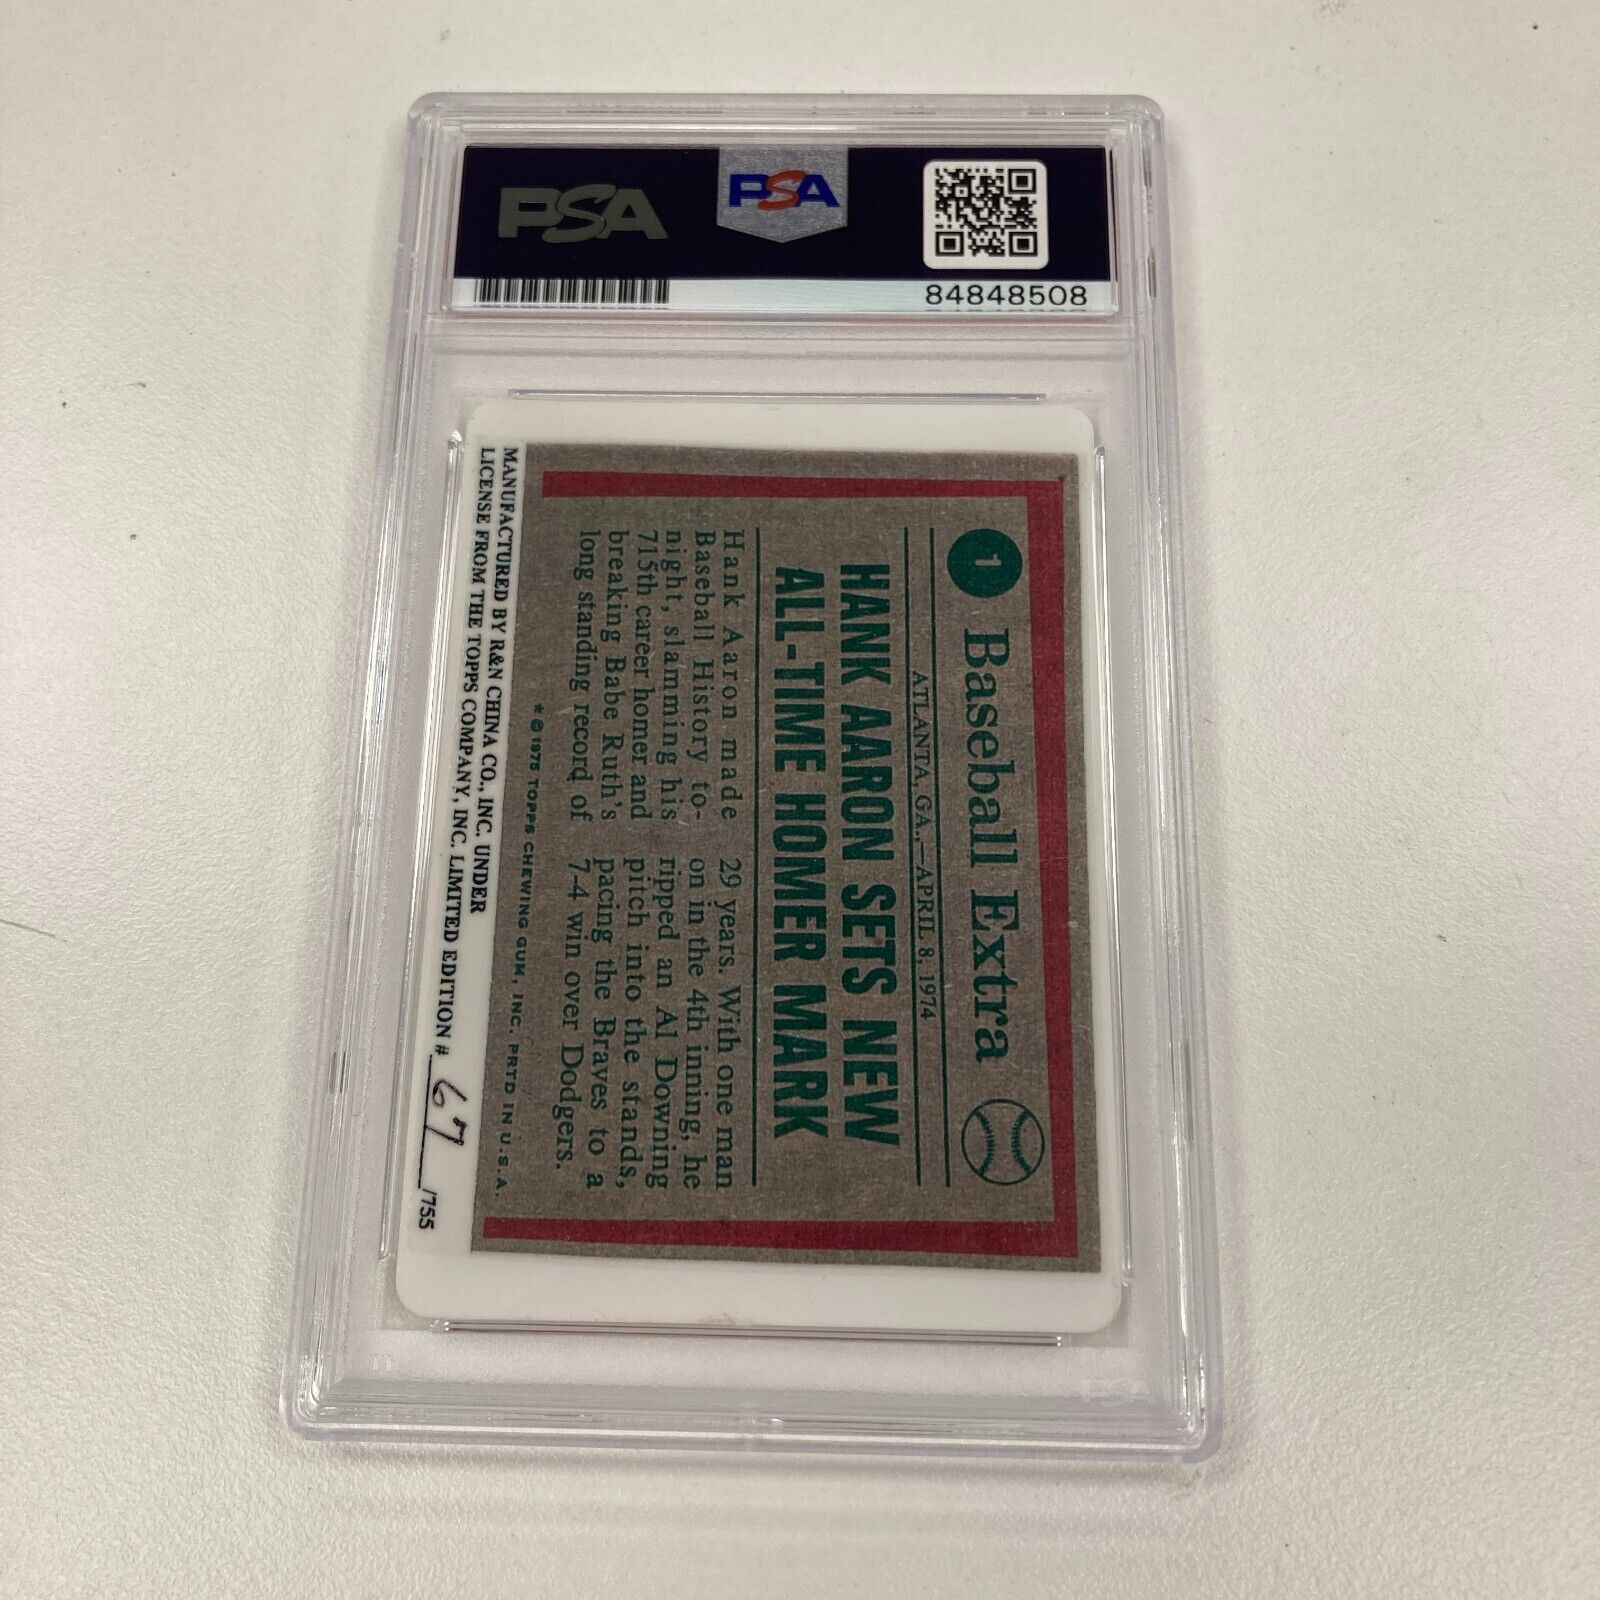 PSA
PSA
84848508
1
Baseball Extra
ATLANTA, GA.,—APRIL 8, 1974
HANK AARON SETS NEW
ALL-TIME HOMER MARK
Hank Aaron made
Baseball History to-
night, slamming his
715th career homer and
breaking Babe Ruth's
long standing record of
29 years. With one man
on in the 4th inning, he
ripped an Al Downing
pitch into the stands,
pacing the Braves to a
7-4 win over Dodgers.
* © 1975 TOPPS CHEWING GUM, INC. PRTD IN U.S.A.
MANUFACTURED BY R&N CHINA CO., INC. UNDER
LICENSE FROM THE TOPPS COMPANY, INC. LIMITED EDITION # 67 /755
PSA